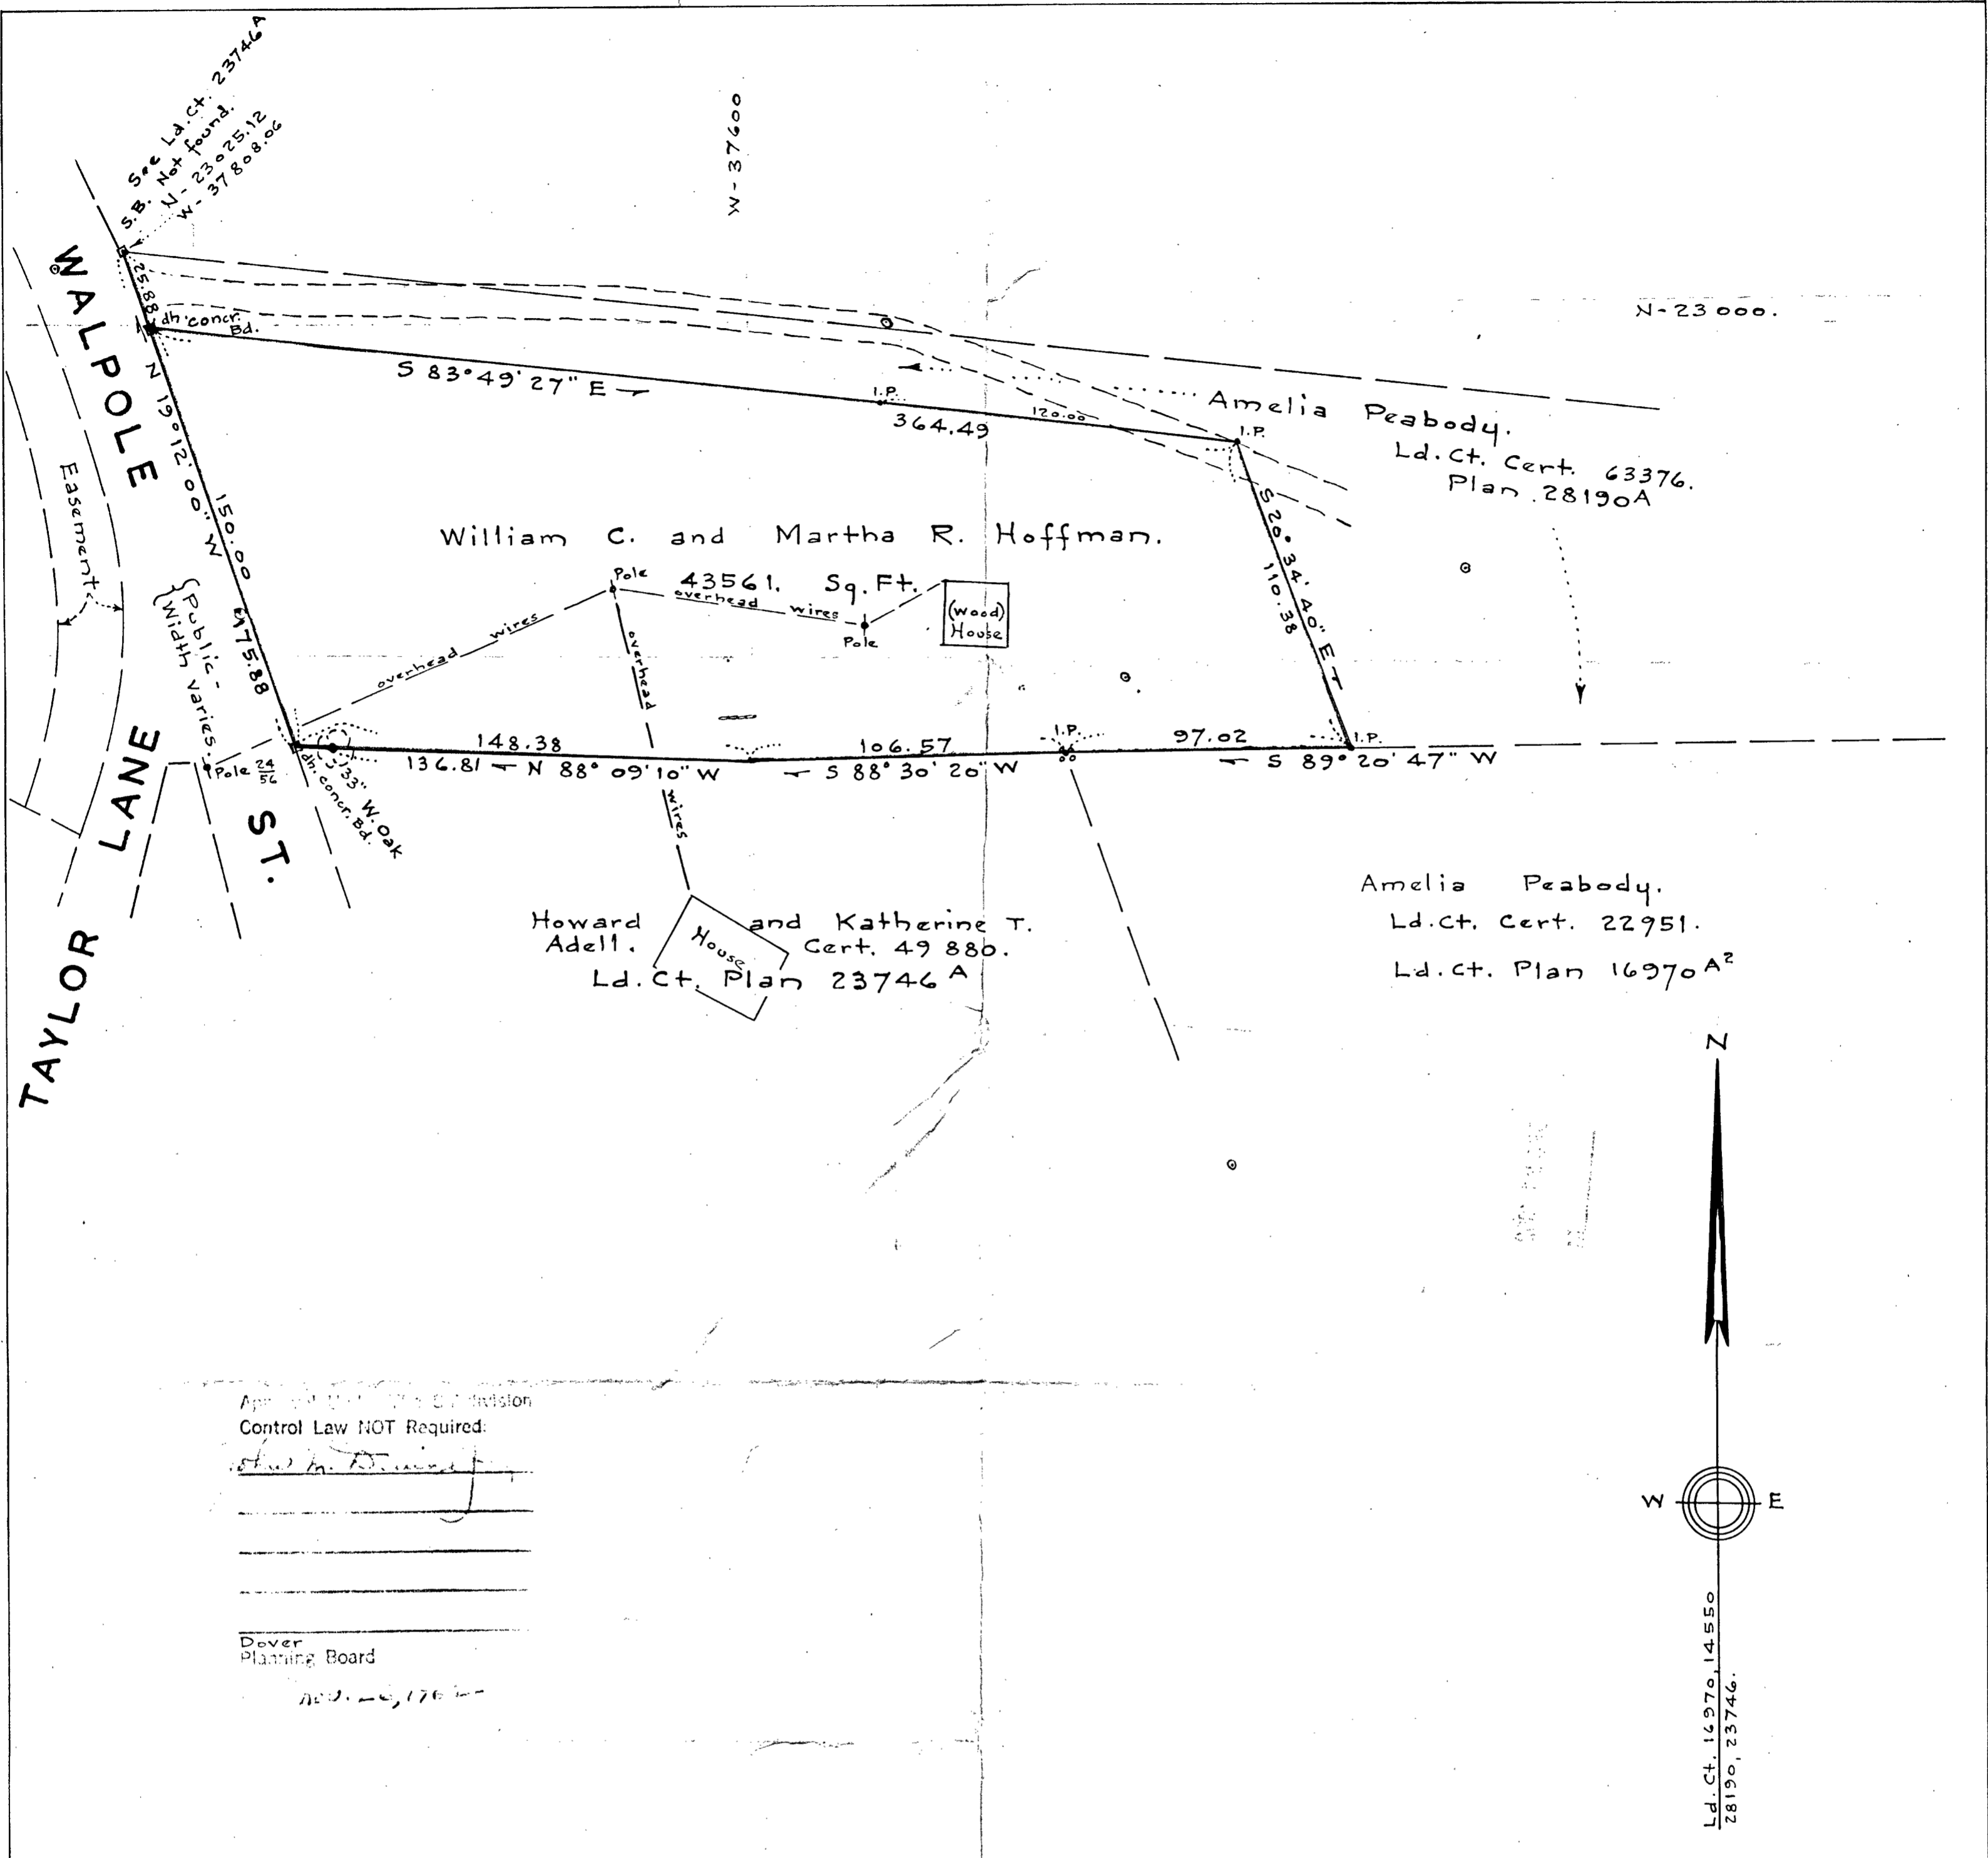 See Ld. Ct. 23746 A
S.B. Not found.
N-23025.12
W-37808.06
W-37600
N-23000.
WALPOLE
ST.
TAYLOR LANE
Easement
{Public-
{Width varies.
25.88
dh. concr.
Bd.
N 19°12'00" W
150.00
175.88
S 83°49'27" E
I.P.
364.49
120.00
I.P.
Amelia Peabody.
Ld. Ct. Cert. 63376.
Plan. 28190A
S 20°34'40" E
110.38
William C. and Martha R. Hoffman.
43561. Sq. Ft.
Pole
overhead wires
Pole
(Wood)
House
overhead wires
overhead
wires
Pole 24/56
33" W. Oak
dh. concr. Bd.
148.38
136.81 N 88° 09'10" W
106.57
S 88° 30' 20" W
I.P.
97.02
I.P.
S 89° 20' 47" W
Howard and Katherine T.
Adell. Cert. 49880.
House
Ld. Ct. Plan 23746 A
Amelia Peabody.
Ld. Ct. Cert. 22951.
Ld. Ct. Plan 16970 A2
N
W E
Ld. Ct. 16970, 14550
28190, 23746.
Control Law NOT Required:
Dover
Planning Board